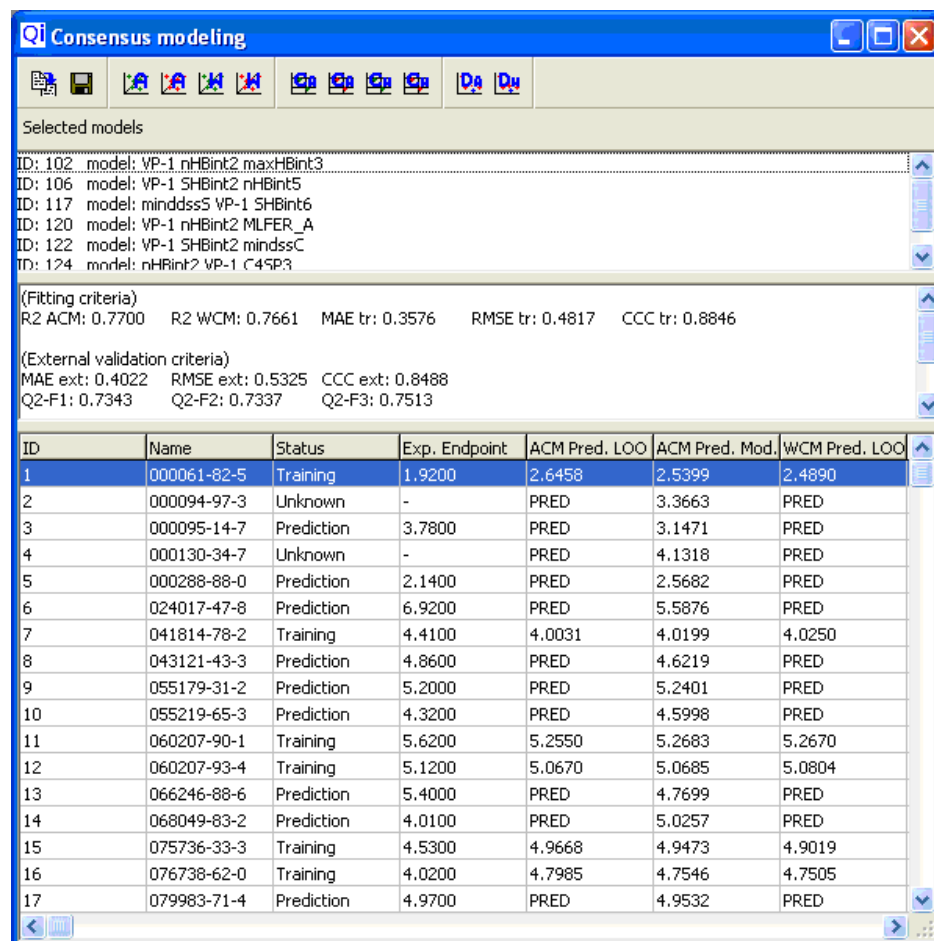 Qi Consensus modeling
Selected models
ID: 102 model: VP-1 nHBint2 maxHBint3
ID: 106 model: VP-1 SHBint2 nHBint5
ID: 117 model: minddssS VP-1 SHBint6
ID: 120 model: VP-1 nHBint2 MLFER_A
ID: 122 model: VP-1 SHBint2 mindssC
ID: 124 model: nHBint2 VP-1 C4SP3
(Fitting criteria)
R2 ACM: 0.7700 R2 WCM: 0.7661 MAE tr: 0.3576 RMSE tr: 0.4817 CCC tr: 0.8846
(External validation criteria)
MAE ext: 0.4022 RMSE ext: 0.5325 CCC ext: 0.8488
Q2-F1: 0.7343 Q2-F2: 0.7337 Q2-F3: 0.7513
ID Name Status Exp. Endpoint ACM Pred. LOO ACM Pred. Mod. WCM Pred. LOO
1 000061-82-5 Training 1.9200 2.6458 2.5399 2.4890
2 000094-97-3 Unknown - PRED 3.3663 PRED
3 000095-14-7 Prediction 3.7800 PRED 3.1471 PRED
4 000130-34-7 Unknown - PRED 4.1318 PRED
5 000288-88-0 Prediction 2.1400 PRED 2.5682 PRED
6 024017-47-8 Prediction 6.9200 PRED 5.5876 PRED
7 041814-78-2 Training 4.4100 4.0031 4.0199 4.0250
8 043121-43-3 Prediction 4.8600 PRED 4.6219 PRED
9 055179-31-2 Prediction 5.2000 PRED 5.2401 PRED
10 055219-65-3 Prediction 4.3200 PRED 4.5998 PRED
11 060207-90-1 Training 5.6200 5.2550 5.2683 5.2670
12 060207-93-4 Training 5.1200 5.0670 5.0685 5.0804
13 066246-88-6 Prediction 5.4000 PRED 4.7699 PRED
14 068049-83-2 Prediction 4.0100 PRED 5.0257 PRED
15 075736-33-3 Training 4.5300 4.9668 4.9473 4.9019
16 076738-62-0 Training 4.0200 4.7985 4.7546 4.7505
17 079983-71-4 Prediction 4.9700 PRED 4.9532 PRED